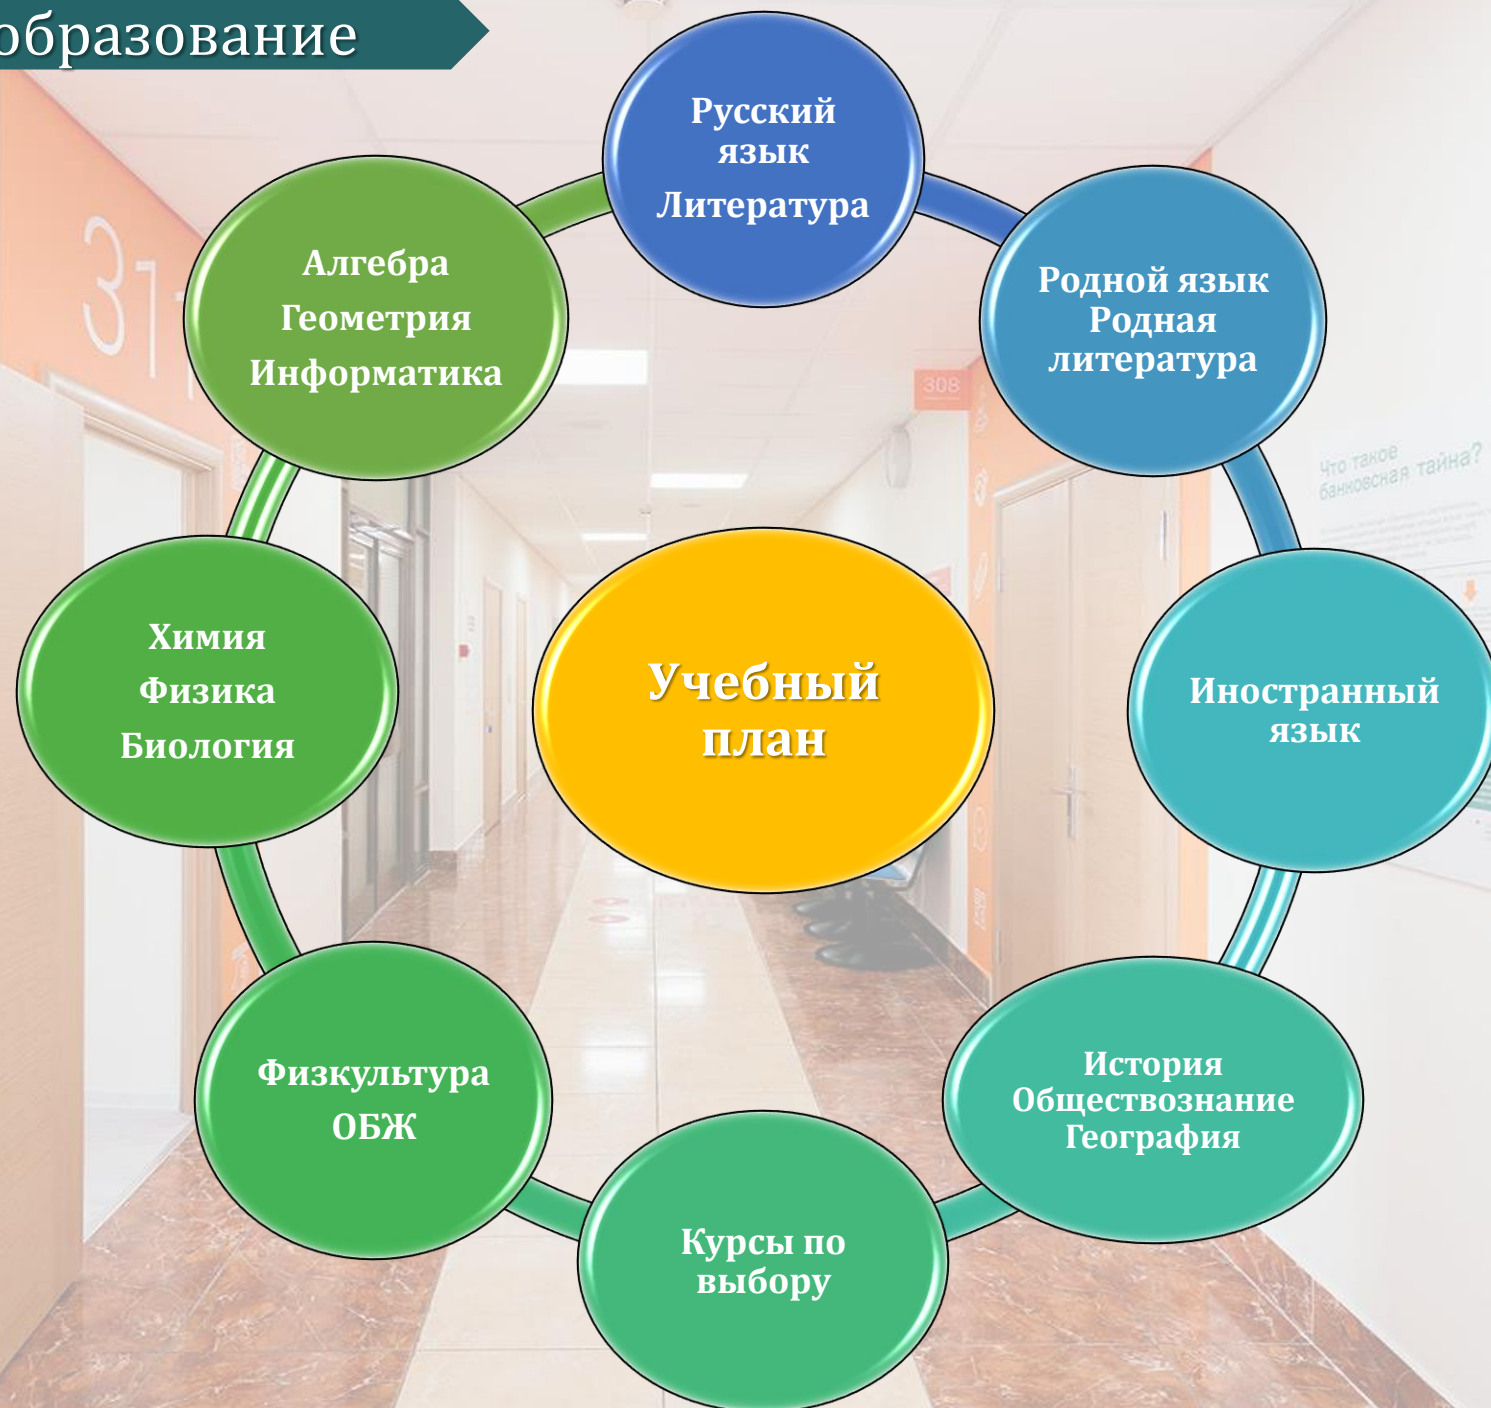 образование
Русский
язык
Литература
Родной язык
Родная
литература
Иностранный
язык
История
Обществознание
География
Курсы по
выбору
Физкультура
ОБЖ
Химия
Физика
Биология
Алгебра
Геометрия
Информатика
Учебный
план
311
308
Что такое
банковская тайна?